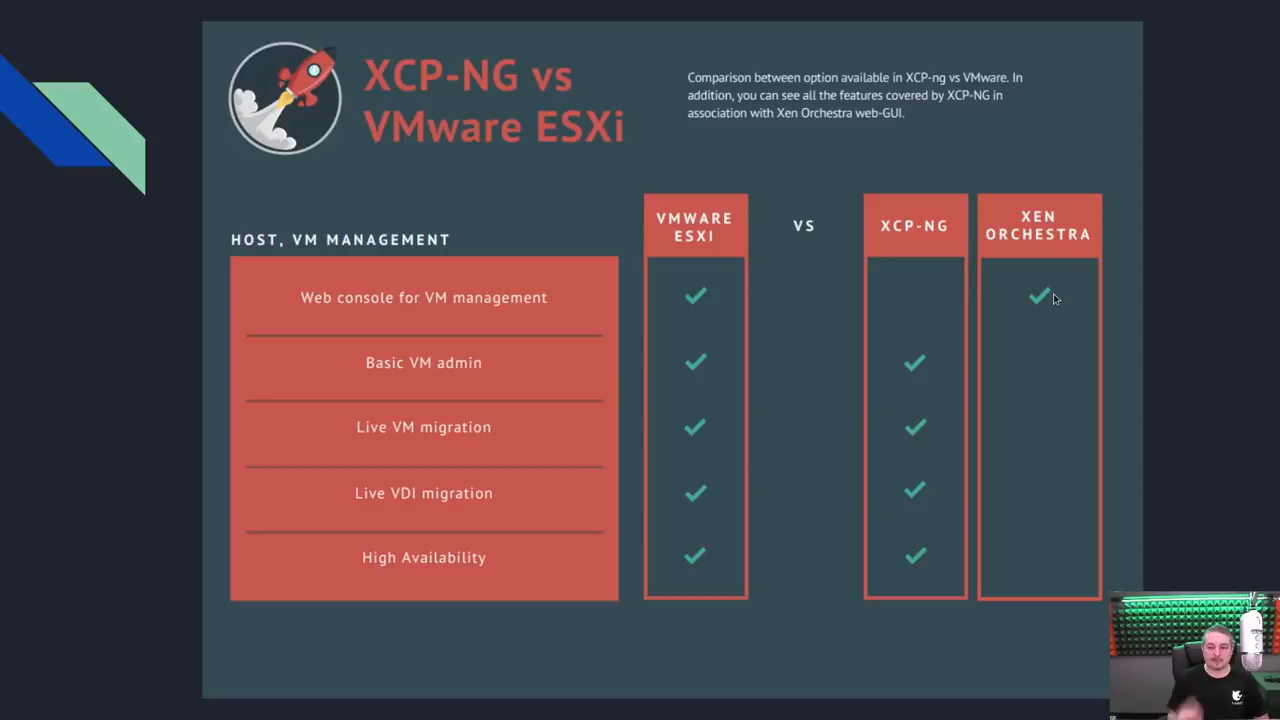 XCP-NG vs
VMware ESXi
Comparison between option available in XCP-ng vs VMware. In
addition, you can see all the features covered by XCP-NG in
association with Xen Orchestra web-GUI.
HOST, VM MANAGEMENT
VMWARE
ESXI
VS
XCP-NG
XEN
ORCHESTRA
Web console for VM management
Basic VM admin
Live VM migration
Live VDI migration
High Availability